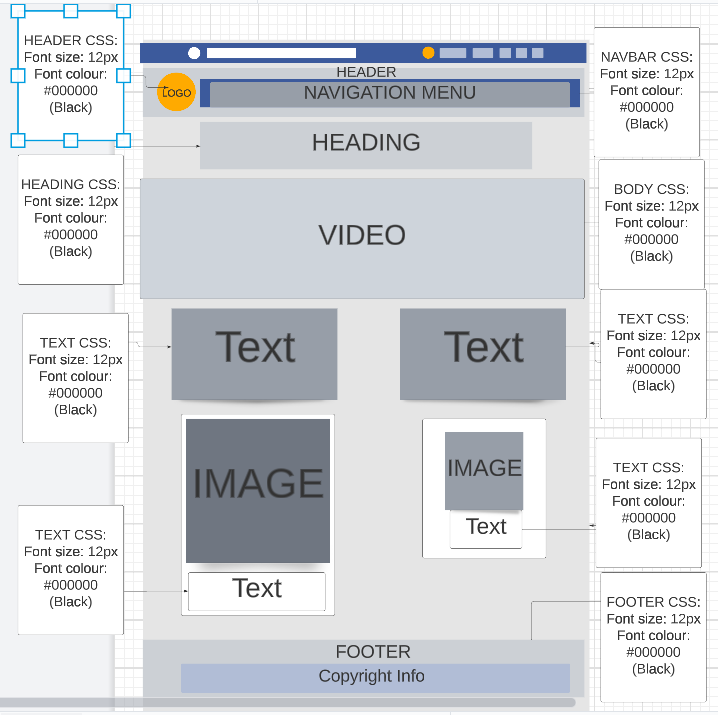 HEADER CSS:
Font size: 12px
Font colour:
#000000
(Black)
HEADER
LOGO
NAVIGATION MENU
NAVBAR CSS:
Font size: 12px
Font colour:
#000000
(Black)
HEADING
HEADING CSS:
Font size: 12px
Font colour:
#000000
(Black)
BODY CSS:
Font size: 12px
Font colour:
#000000
(Black)
VIDEO
TEXT CSS:
Font size: 12px
Font colour:
#000000
(Black)
Text
Text
TEXT CSS:
Font size: 12px
Font colour:
#000000
(Black)
IMAGE
IMAGE
Text
TEXT CSS:
Font size: 12px
Font colour:
#000000
(Black)
TEXT CSS:
Font size: 12px
Font colour:
#000000
(Black)
Text
FOOTER CSS:
Font size: 12px
Font colour:
#000000
(Black)
FOOTER
Copyright Info